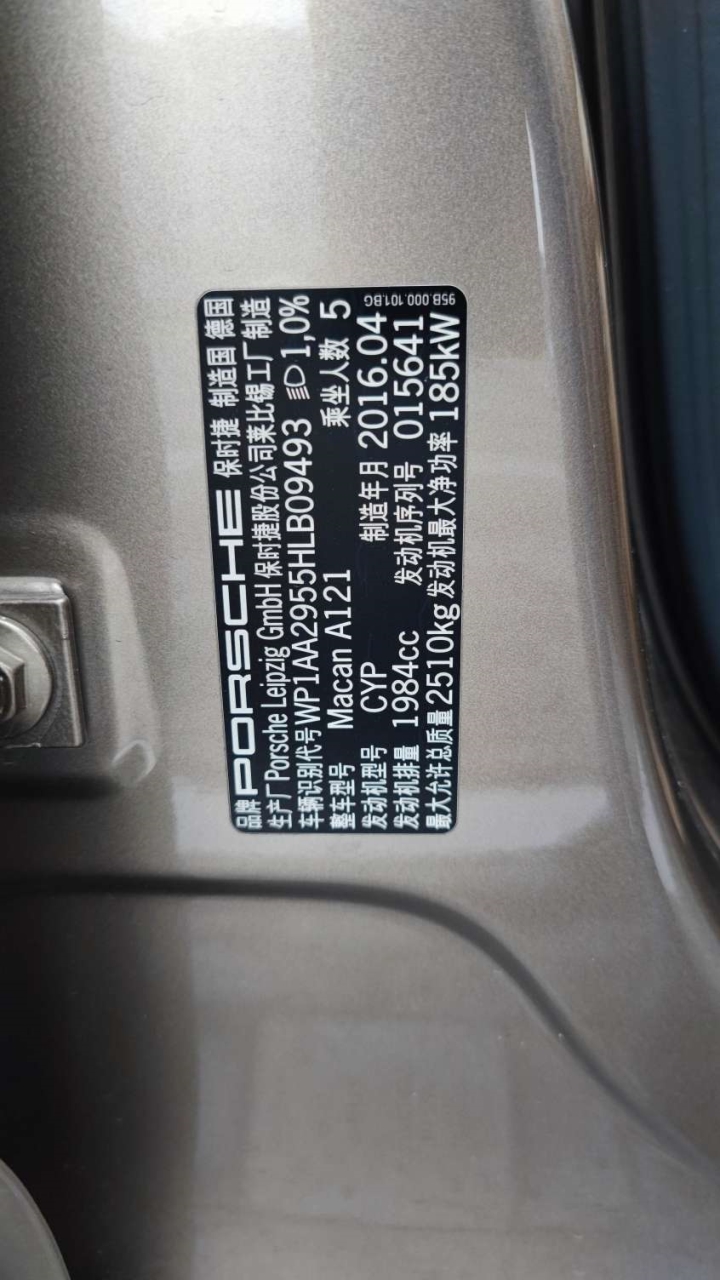 品牌 PORSCHE 保时捷 制造国 德国
生产厂 Porsche Leipzig GmbH 保时捷股份公司莱比锡工厂制造
车辆识别代号 WP1AA2955HLB09493 1,0%
整车型号 Macan A121 乘坐人数 5
发动机型号 CYP 制造年月 2016.04
发动机排量 1984cc 发动机序列号 015641
最大允许总质量 2510kg 发动机最大净功率 185kW
95B.000.101.BG